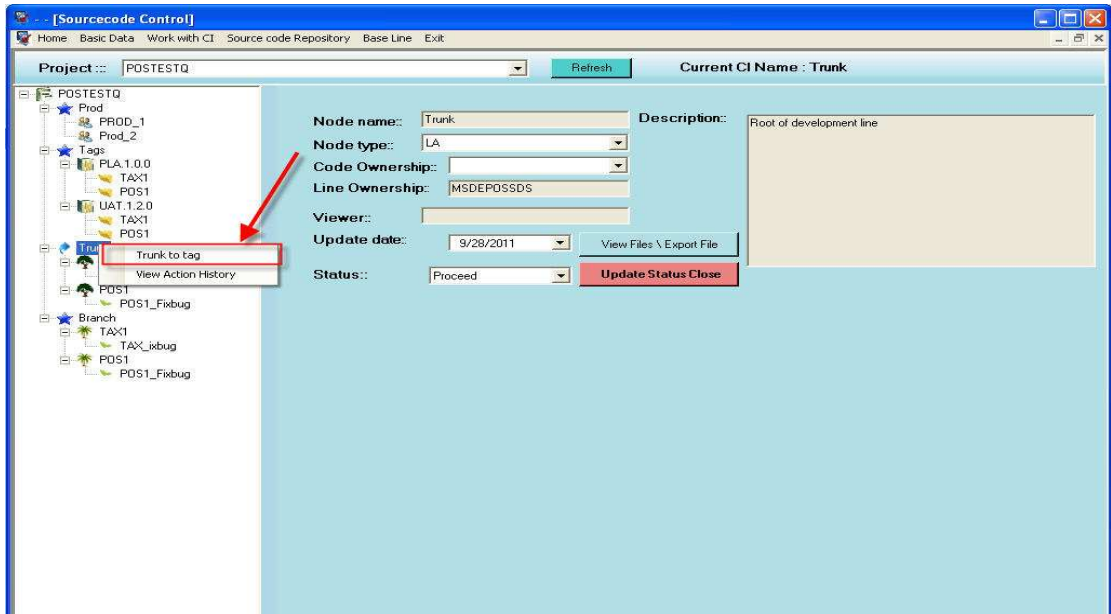 - - [Sourcecode Control]
Home Basic Data Work with CI Source code Repository Base Line Exit
Project ::: POSTESTQ Refresh Current CI Name : Trunk
POSTESTQ
Prod
PROD_1
Prod_2
Tags
PLA.1.0.0
TAX1
POS1
UAT.1.2.0
TAX1
POS1
Trunk to tag
View Action History
POS1
POS1_Fixbug
Branch
TAX1
TAX_ixbug
POS1
POS1_Fixbug
Node name:: Trunk
Node type:: LA
Code Ownership::
Line Ownership:: MSDEPOSSDS
Viewer::
Update date:: 9/28/2011 View Files \ Export File
Status:: Proceed Update Status Close
Description:: Root of development line